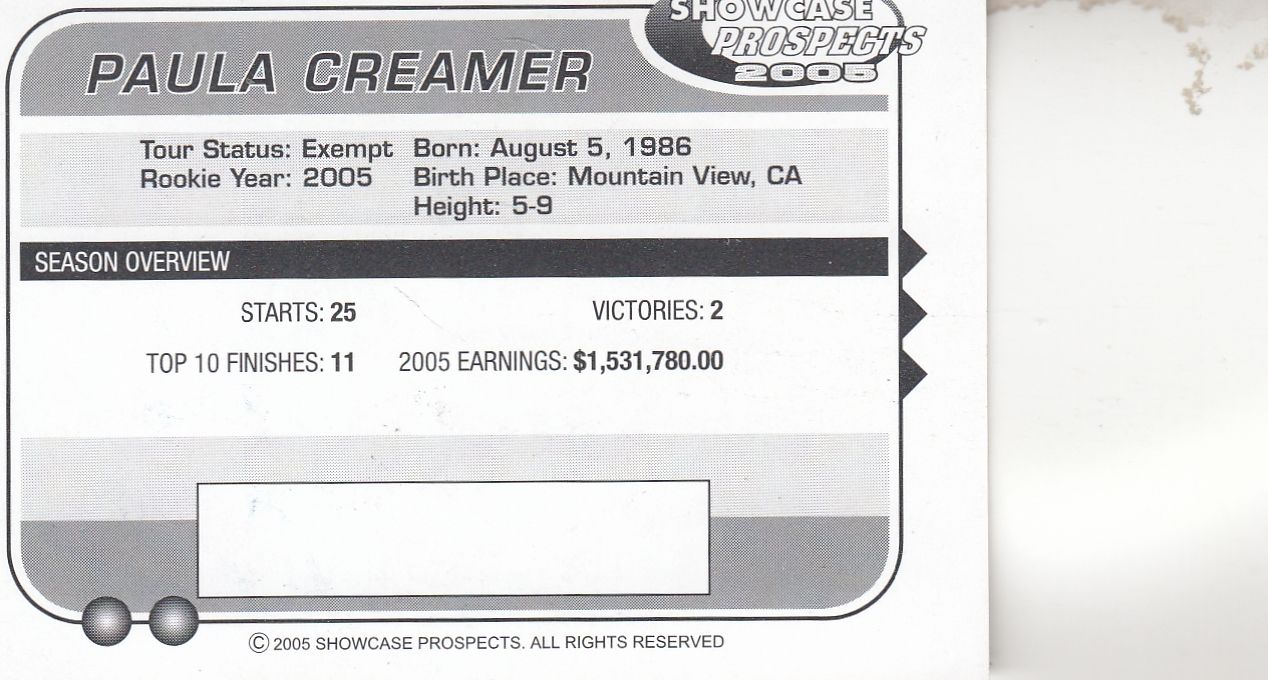 SHOWCASE
PROSPECTS
2005
PAULA CREAMER
Tour Status: Exempt Born: August 5, 1986
Rookie Year: 2005 Birth Place: Mountain View, CA
Height: 5-9
SEASON OVERVIEW
STARTS: 25 VICTORIES: 2
TOP 10 FINISHES: 11 2005 EARNINGS: $1,531,780.00
© 2005 SHOWCASE PROSPECTS. ALL RIGHTS RESERVED